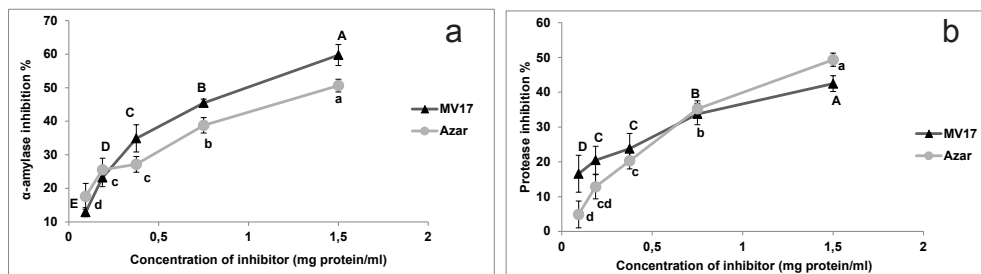 a
α-amylase inhibition %
70
60
50
40
30
20
10
A
B
C
D
E
a
b
c
c
d
MV17
Azar
0
0,5
1
1,5
2
Concentration of inhibitor (mg protein/ml)
b
Protease inhibition %
60
50
40
30
20
10
0
a
A
B
b
C
C
D
c
cd
d
MV17
Azar
0
0,5
1
1,5
2
Concentration of inhibitor (mg protein/ml)